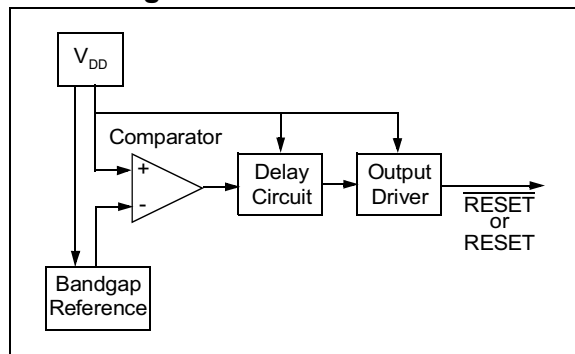 V_DD
Comparator
+
-
Delay
Circuit
Output
Driver
RESET
or
RESET
Bandgap
Reference